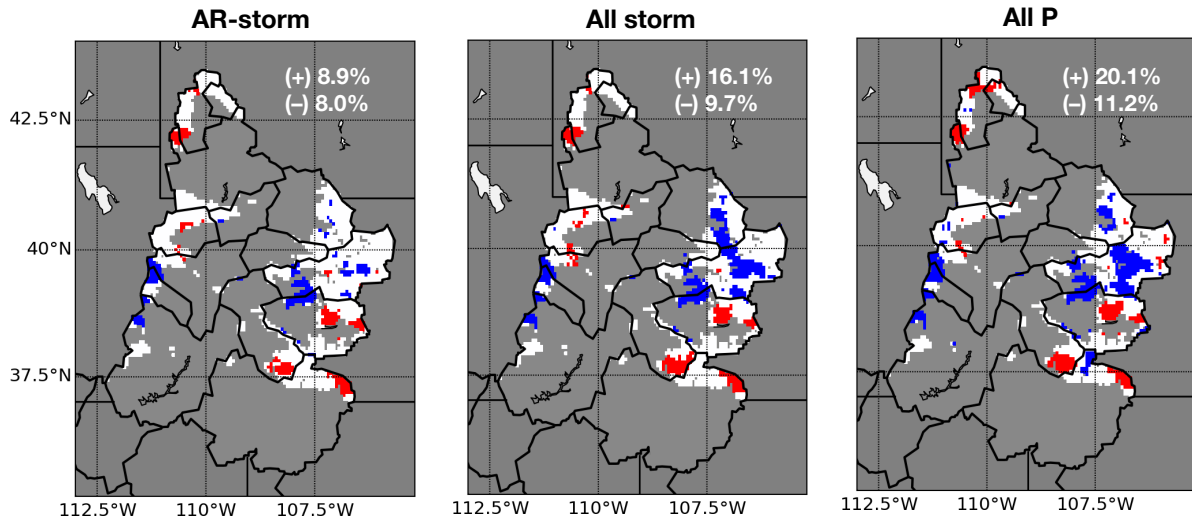 AR-storm
All storm
All P
(+) 8.9%
(–) 8.0%
(+) 16.1%
(–) 9.7%
(+) 20.1%
(–) 11.2%
42.5°N
40°N
37.5°N
112.5°W 110°W 107.5°W
112.5°W 110°W 107.5°W
112.5°W 110°W 107.5°W